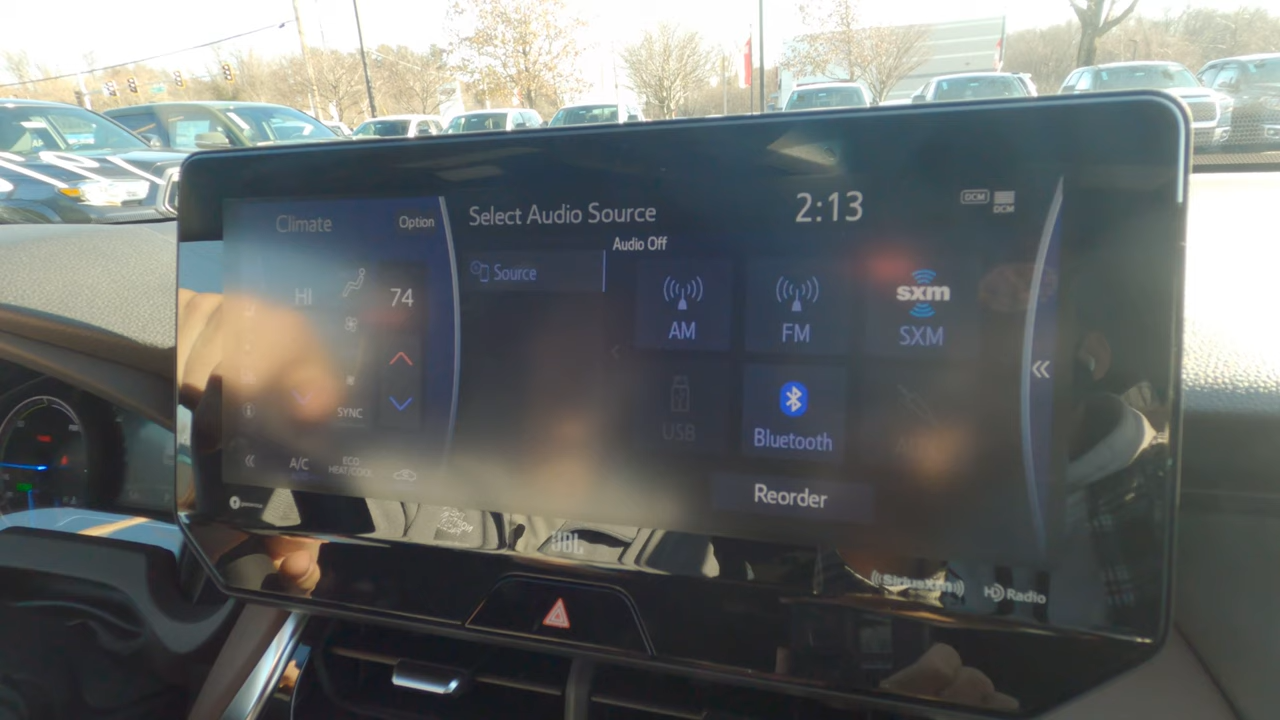 Climate
Option
HI
74
SYNC
A/C
ECO
HEAT/COOL
Select Audio Source
2:13
DCM
DCM
Audio Off
Source
AM
FM
sxm
SXM
USB
Bluetooth
Reorder
JBL
SiriusXM
HD Radio